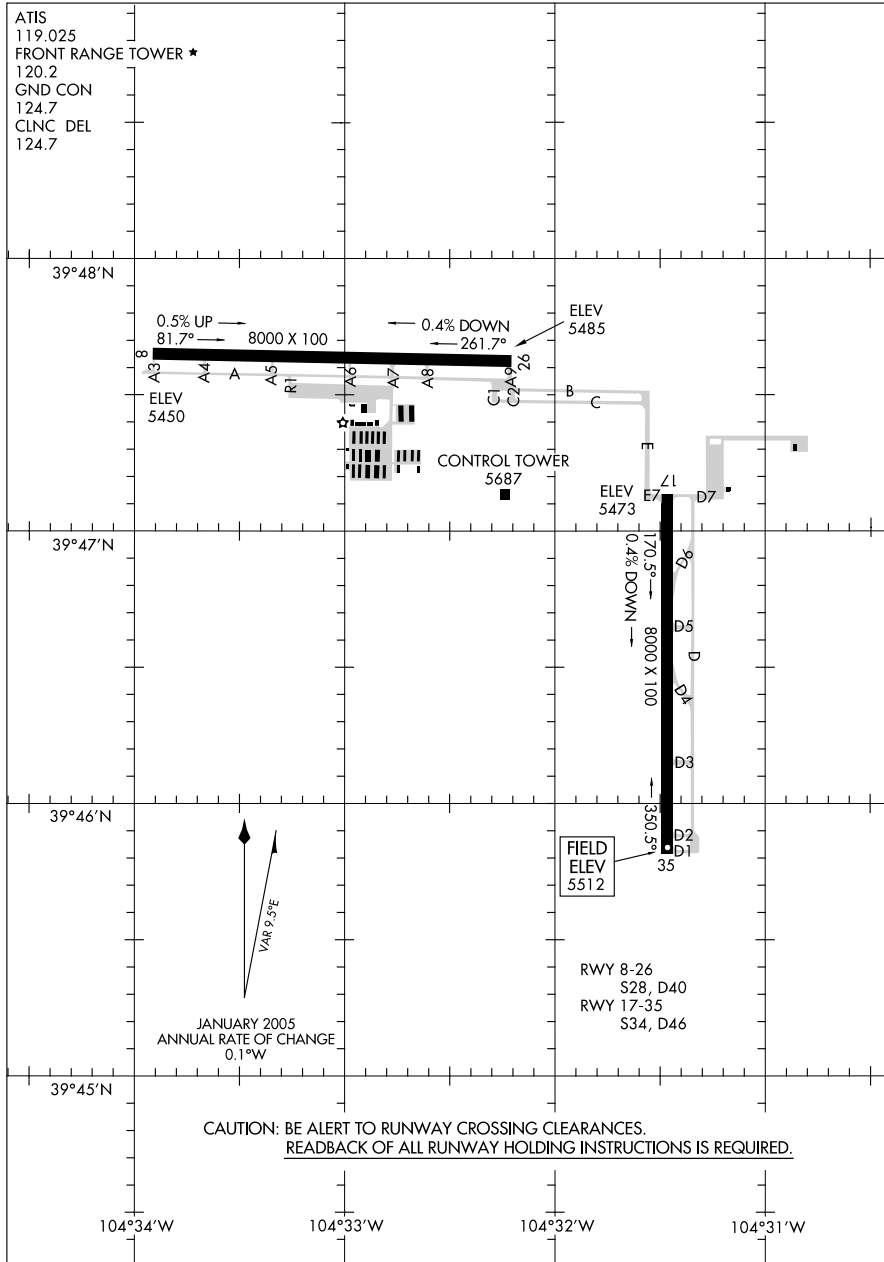 ATIS
119.025
FRONT RANGE TOWER ★
120.2
GND CON
124.7
CLNC DEL
124.7
39°48'N
0.5% UP
81.7°
8000 X 100
0.4% DOWN
261.7°
ELEV
5485
8
26
A3
A4
A
A5
R1
A6
A7
A8
A9
C1
C2
B
C
ELEV
5450
E
CONTROL TOWER
5687
ELEV
5473
E7
17
D7
39°47'N
170.5°
0.4% DOWN
D6
D5
8000 X 100
D
D4
D3
39°46'N
350.5°
D2
D1
FIELD
ELEV
5512
35
VAR 9.5°E
JANUARY 2005
ANNUAL RATE OF CHANGE
0.1°W
RWY 8-26
S28, D40
RWY 17-35
S34, D46
39°45'N
CAUTION: BE ALERT TO RUNWAY CROSSING CLEARANCES.
READBACK OF ALL RUNWAY HOLDING INSTRUCTIONS IS REQUIRED.
104°34'W
104°33'W
104°32'W
104°31'W